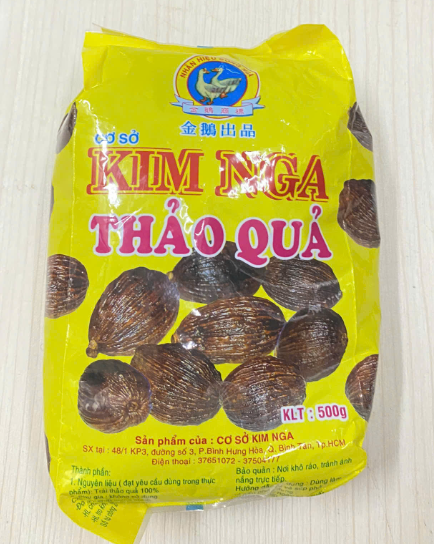 NHÃN HIỆU
金鵝出品
CƠ SỞ
KIM NGA
THẢO QUẢ
KLT : 500g
Sản phẩm của : CƠ SỞ KIM NGA
SX tại : 48/1 KP3, đường số 3, P.Bình Hưng Hòa, Q. Bình Tân, Tp.HCM
Điện thoại : 37651072 -
Thành phần:
1. Nguyên liệu ( đạt yêu cầu dùng trong thực
phẩm) Trái thảo quả 100%
Bảo quản : Nơi khô ráo, tránh ánh
nắng trực tiếp.